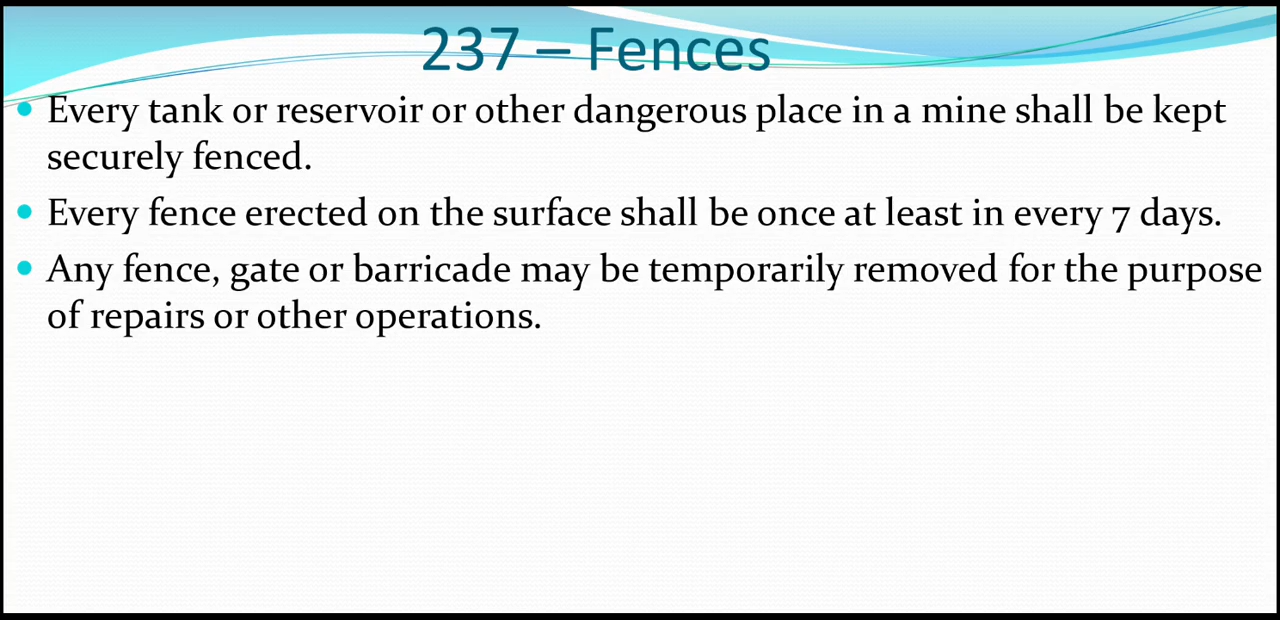 237 – Fences
Every tank or reservoir or other dangerous place in a mine shall be kept
securely fenced.
Every fence erected on the surface shall be once at least in every 7 days.
Any fence, gate or barricade may be temporarily removed for the purpose
of repairs or other operations.